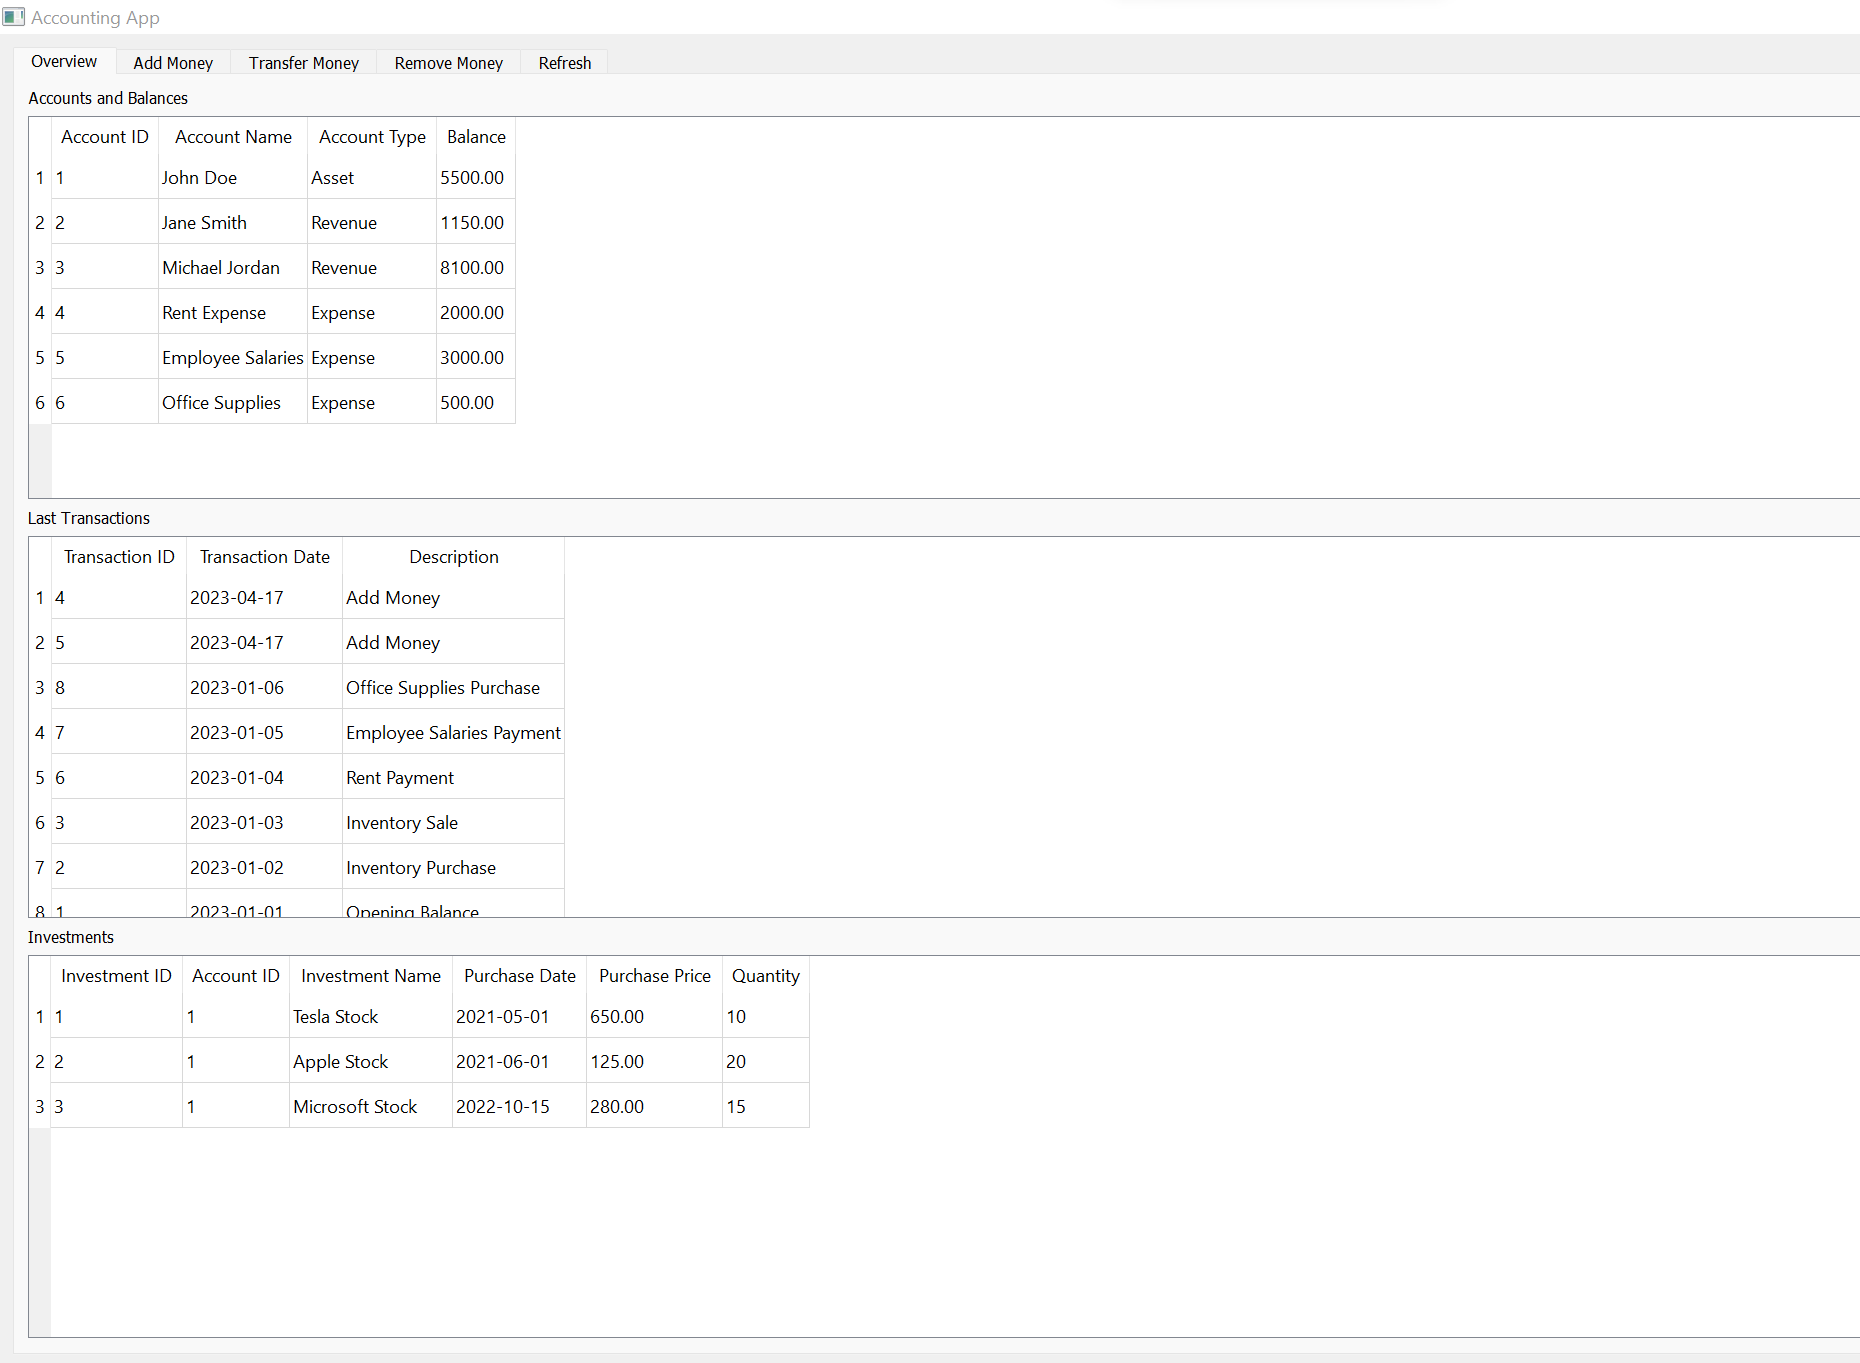 Accounting App
Overview Add Money Transfer Money Remove Money Refresh
Accounts and Balances
Account ID Account Name Account Type Balance
1 1 John Doe Asset 5500.00
2 2 Jane Smith Revenue 1150.00
3 3 Michael Jordan Revenue 8100.00
4 4 Rent Expense Expense 2000.00
5 5 Employee Salaries Expense 3000.00
6 6 Office Supplies Expense 500.00
Last Transactions
Transaction ID Transaction Date Description
1 4 2023-04-17 Add Money
2 5 2023-04-17 Add Money
3 8 2023-01-06 Office Supplies Purchase
4 7 2023-01-05 Employee Salaries Payment
5 6 2023-01-04 Rent Payment
6 3 2023-01-03 Inventory Sale
7 2 2023-01-02 Inventory Purchase
8 1 2023-01-01 Opening Balance
Investments
Investment ID Account ID Investment Name Purchase Date Purchase Price Quantity
1 1 1 Tesla Stock 2021-05-01 650.00 10
2 2 1 Apple Stock 2021-06-01 125.00 20
3 3 1 Microsoft Stock 2022-10-15 280.00 15